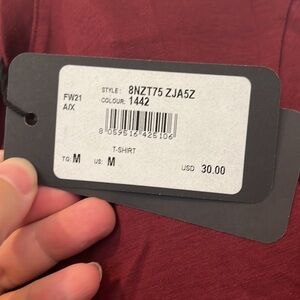 STYLE: 8NZT75 ZJA5Z
FW21 COLOUR: 1442
A/X
8 059516 425106
T-SHIRT
TG: M US: M USD 30.00